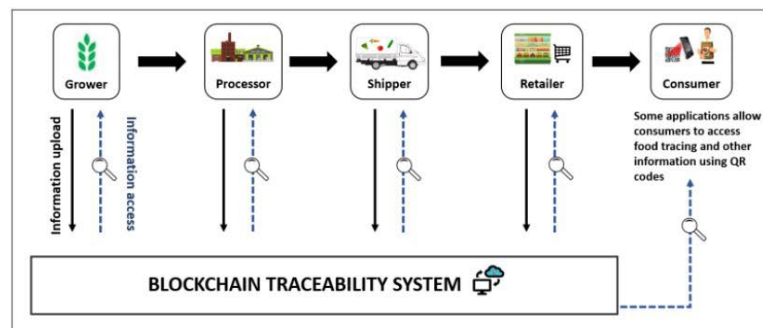 Grower
Processor
Shipper
Retailer
Consumer
Information upload
Information access
Some applications allow
consumers to access
food tracing and other
information using QR
codes
BLOCKCHAIN TRACEABILITY SYSTEM